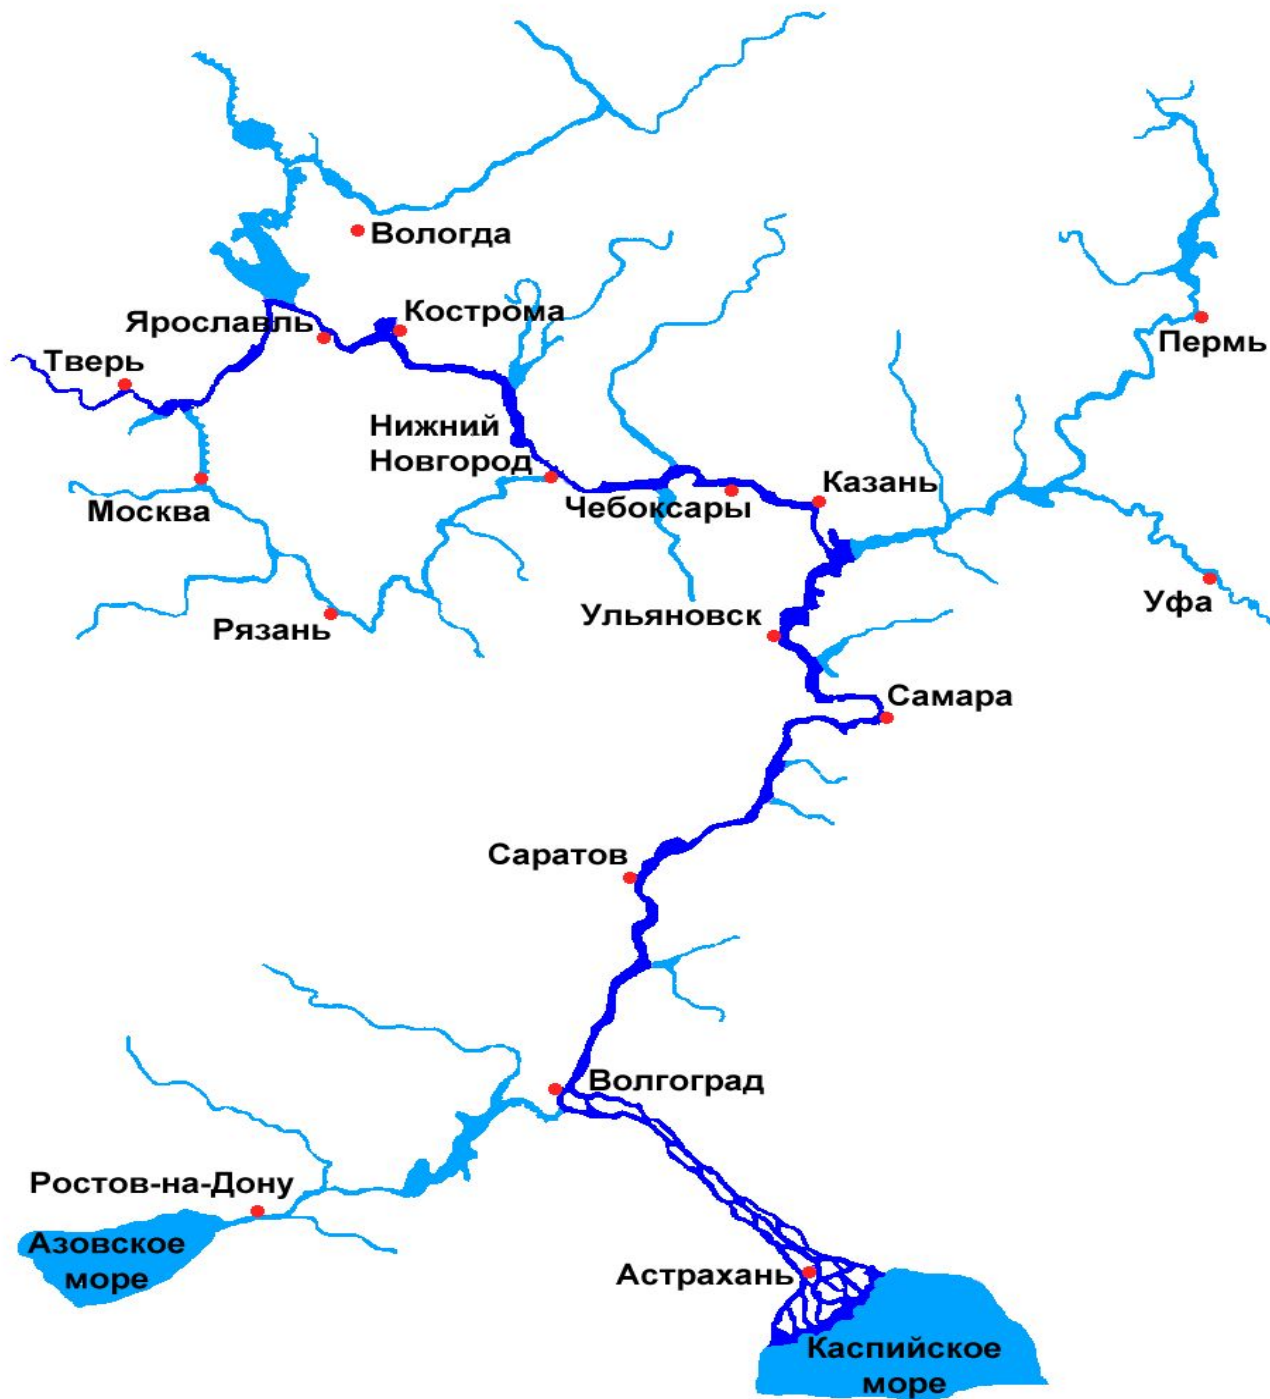 Вологда
Кострома
Ярославль
Пермь
Тверь
Нижний
Новгород
Казань
Чебоксары
Москва
Уфа
Ульяновск
Рязань
Самара
Саратов
Волгоград
Ростов-на-Дону
Азовское
море
Астрахань
Каспийское
море